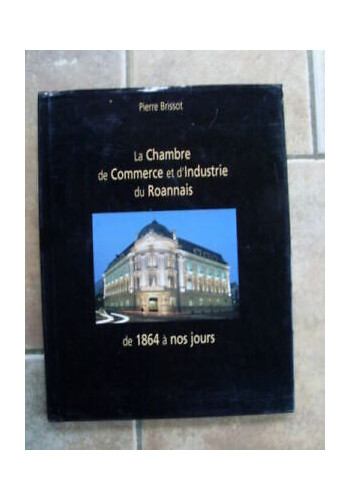 Pierre Brissot
La Chambre
de Commerce et d'Industrie
du Roannais
de 1864 à nos jours